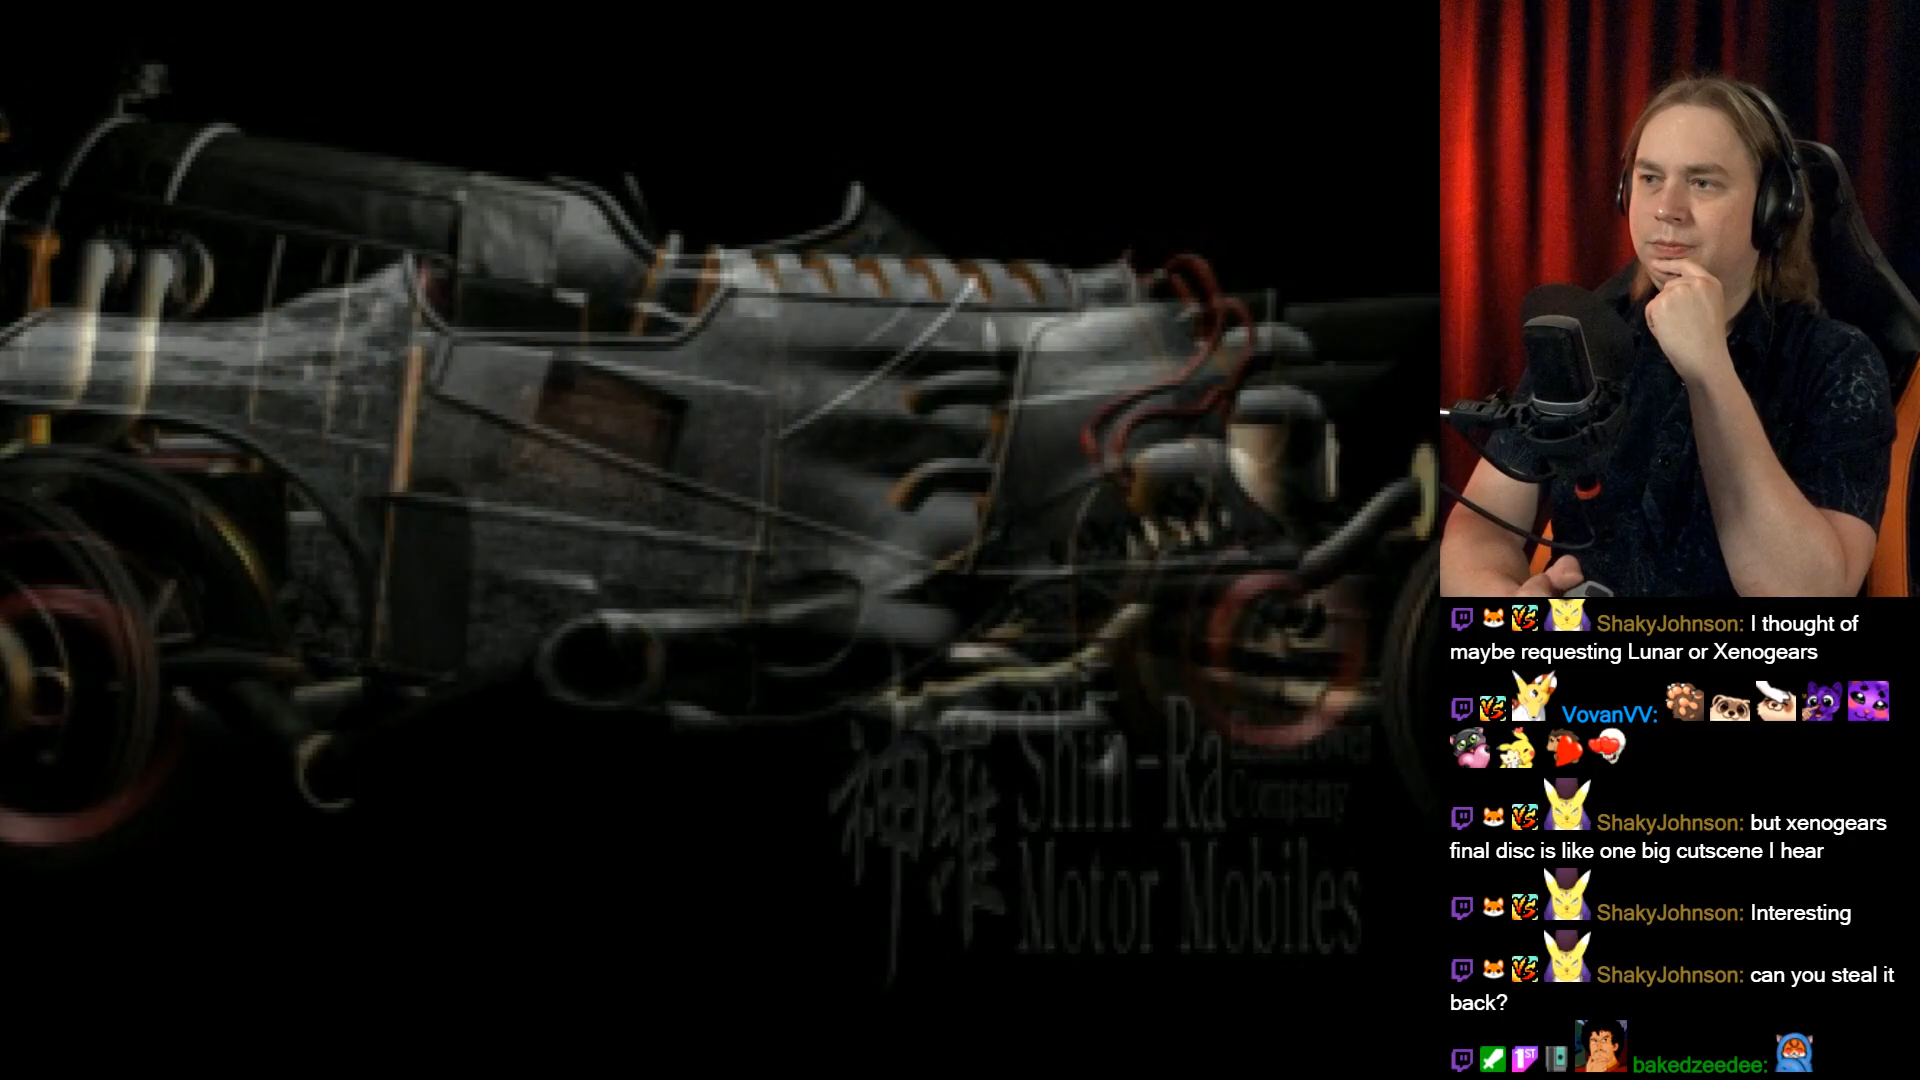 神羅
Shin-Ra
Company
Motor Mobiles
ShakyJohnson: I thought of
maybe requesting Lunar or Xenogears
VovanVV:
ShakyJohnson: but xenogears
final disc is like one big cutscene I hear
ShakyJohnson: Interesting
ShakyJohnson: can you steal it
back?
1ST bakedzeedee: